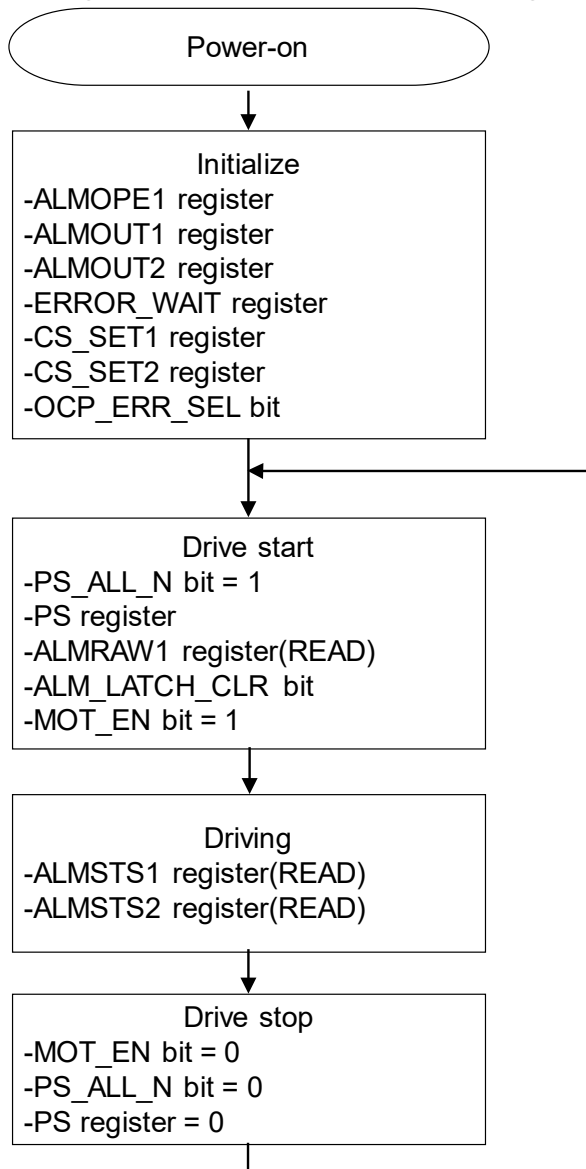 Power-on
Initialize
-ALMOPE1 register
-ALMOUT1 register
-ALMOUT2 register
-ERROR_WAIT register
-CS_SET1 register
-CS_SET2 register
-OCP_ERR_SEL bit
Drive start
-PS_ALL_N bit = 1
-PS register
-ALMRAW1 register(READ)
-ALM_LATCH_CLR bit
-MOT_EN bit = 1
Driving
-ALMSTS1 register(READ)
-ALMSTS2 register(READ)
Drive stop
-MOT_EN bit = 0
-PS_ALL_N bit = 0
-PS register = 0